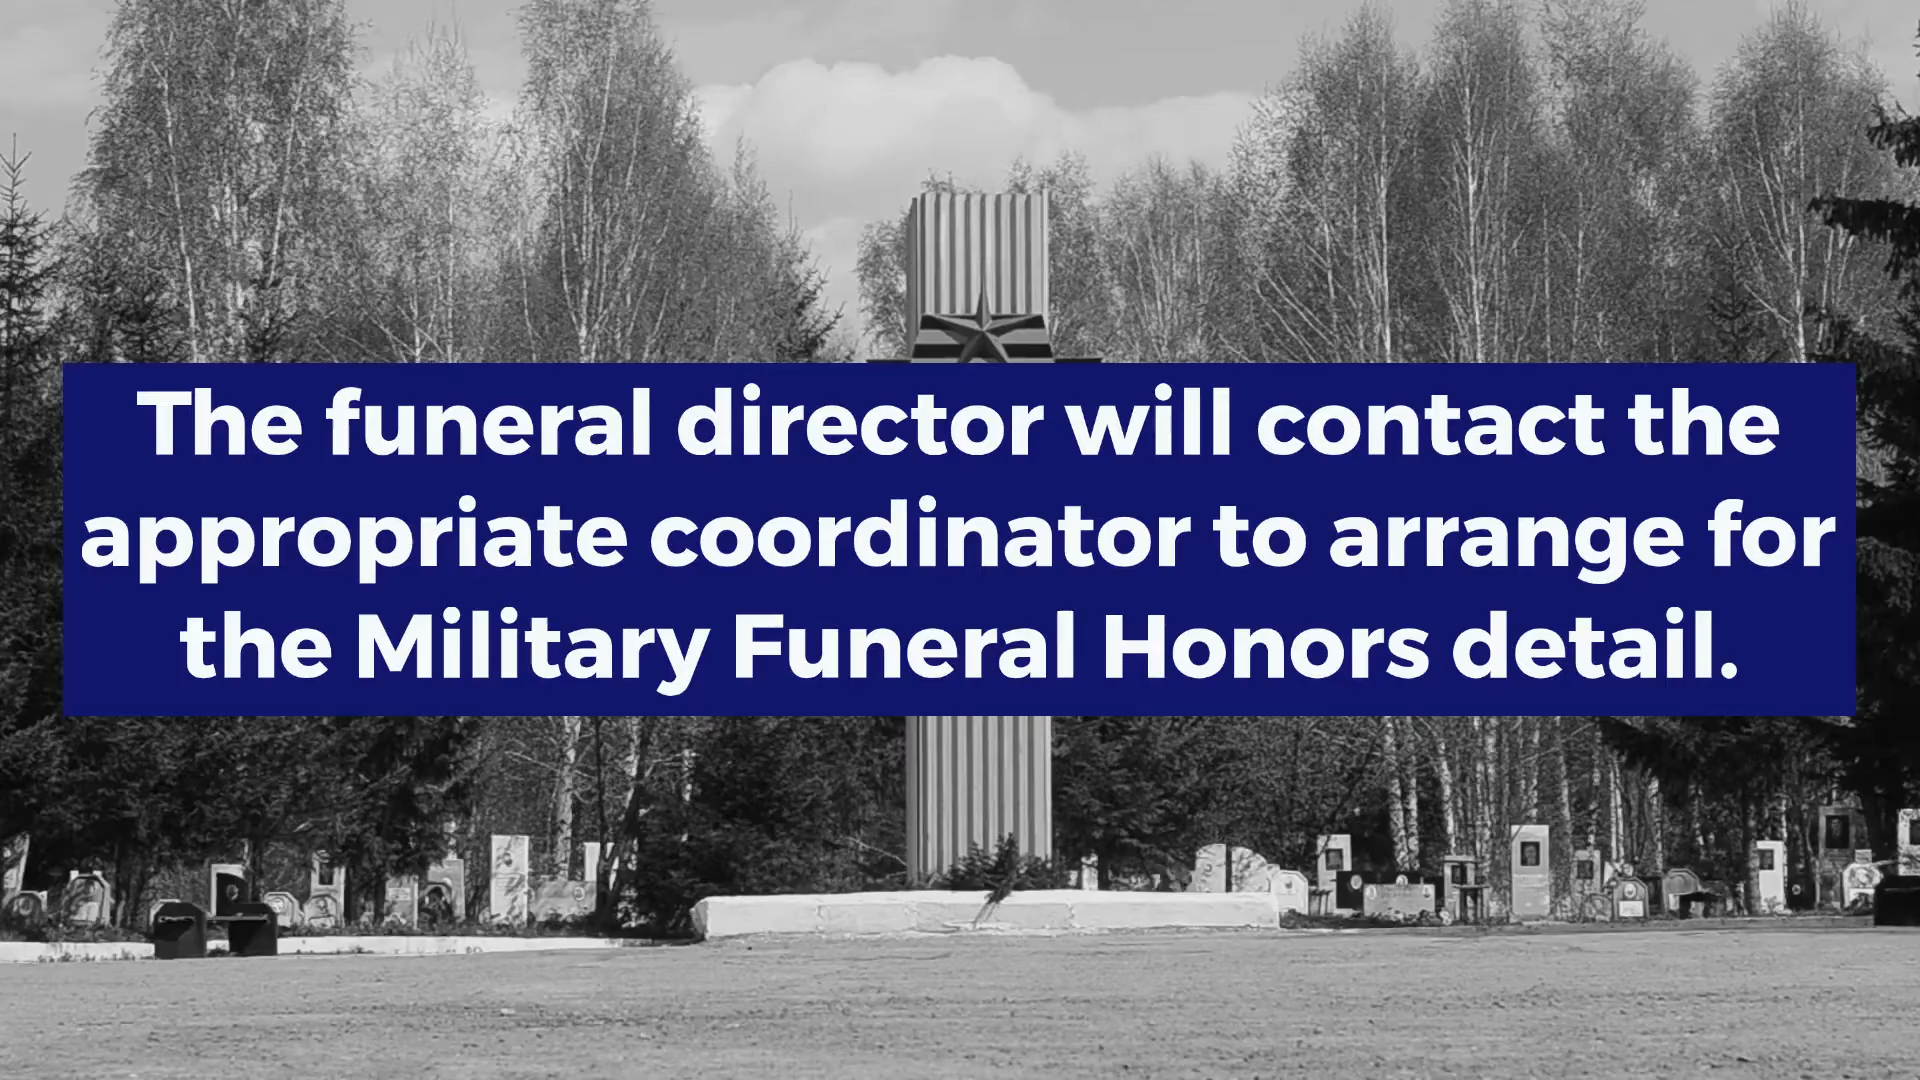 The funeral director will contact the
appropriate coordinator to arrange for
the Military Funeral Honors detail.